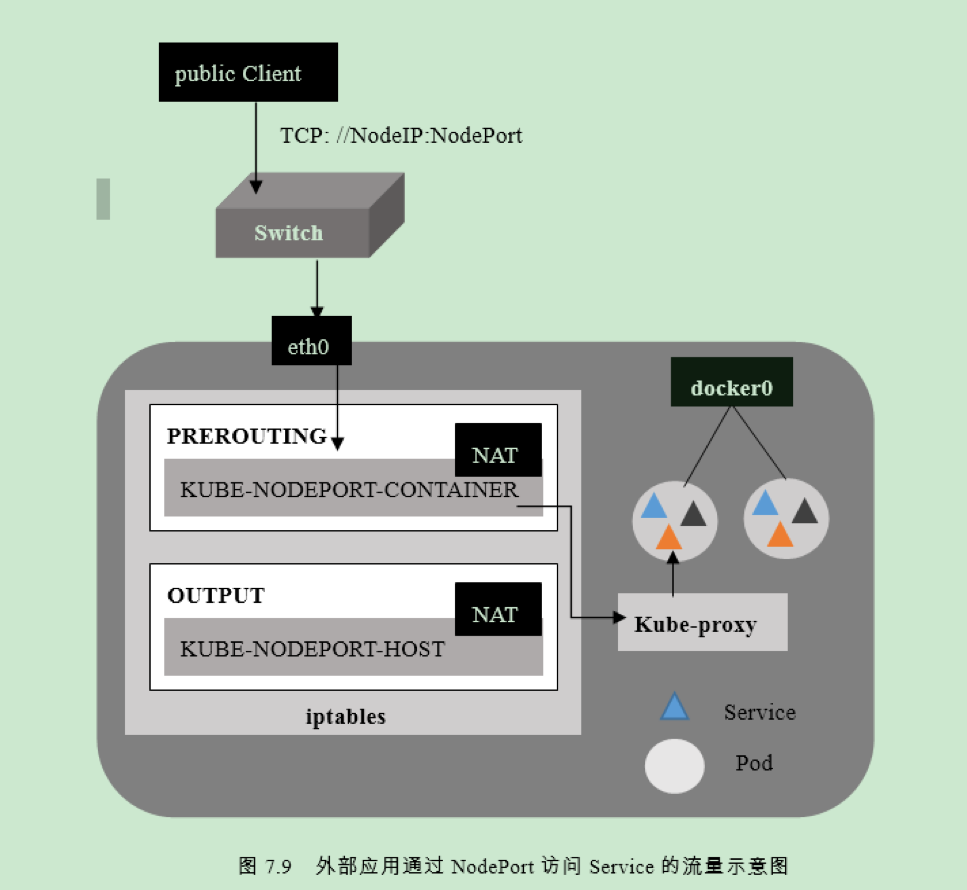 public Client
TCP: //NodeIP:NodePort
Switch
eth0
docker0
PREROUTING
NAT
KUBE-NODEPORT-CONTAINER
OUTPUT
NAT
KUBE-NODEPORT-HOST
iptables
Kube-proxy
Service
Pod
图 7.9 外部应用通过 NodePort 访问 Service 的流量示意图